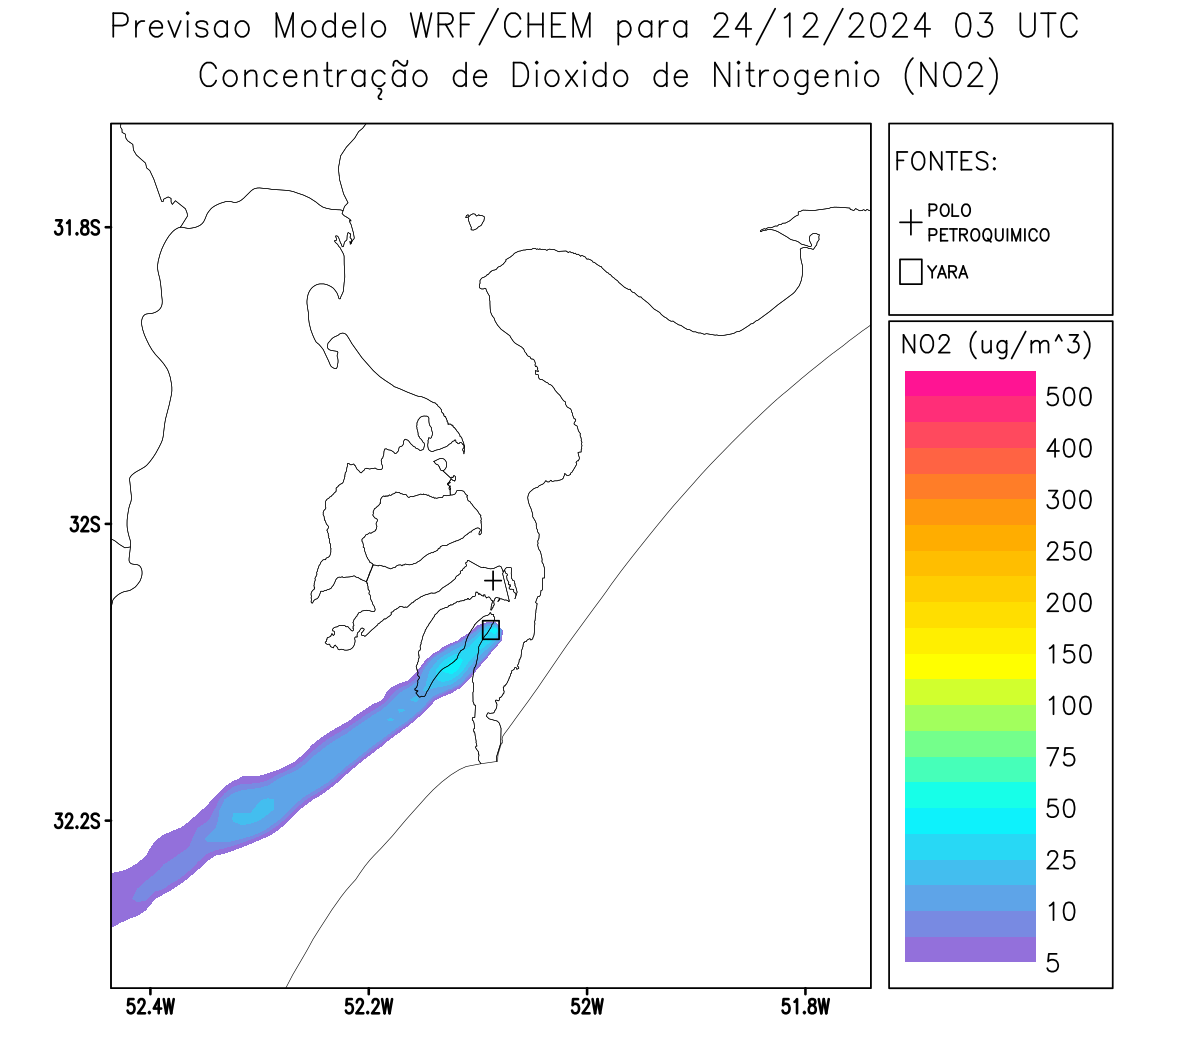 Previsao Modelo WRF/CHEM para 24/12/2024 03 UTC
Concentração de Dioxido de Nitrogenio (NO2)
FONTES:
POLO
PETROQUIMICO
YARA
NO2 (ug/m^3)
500
400
300
250
200
150
100
75
50
25
10
5
31.8S
32S
32.2S
52.4W
52.2W
52W
51.8W